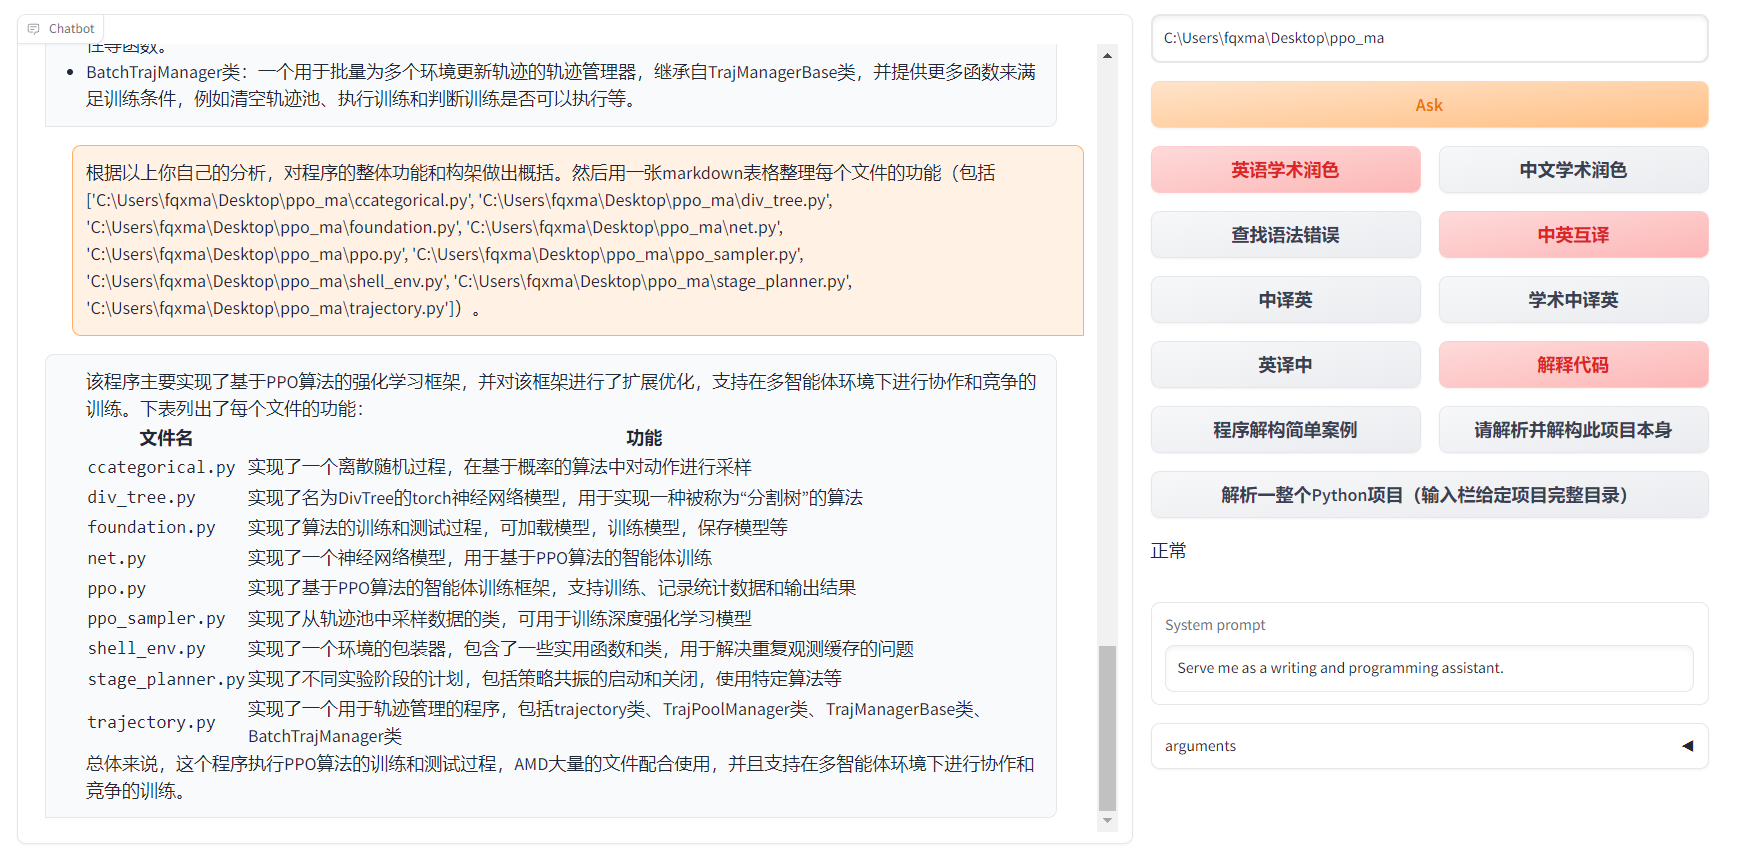 Chatbot
性等函数。
BatchTrajManager类：一个用于批量为多个环境更新轨迹的轨迹管理器，继承自TrajManagerBase类，并提供更多函数来满
足训练条件，例如清空轨迹池、执行训练和判断训练是否可以执行等。
根据以上你自己的分析，对程序的整体功能和构架做出概括。然后用一张markdown表格整理每个文件的功能（包括
['C:\Users\fqxma\Desktop\ppo_ma\ccategorical.py', 'C:\Users\fqxma\Desktop\ppo_ma\div_tree.py',
'C:\Users\fqxma\Desktop\ppo_ma\foundation.py', 'C:\Users\fqxma\Desktop\ppo_ma\net.py',
'C:\Users\fqxma\Desktop\ppo_ma\ppo.py', 'C:\Users\fqxma\Desktop\ppo_ma\ppo_sampler.py',
'C:\Users\fqxma\Desktop\ppo_ma\shell_env.py', 'C:\Users\fqxma\Desktop\ppo_ma\stage_planner.py',
'C:\Users\fqxma\Desktop\ppo_ma\trajectory.py']）。
该程序主要实现了基于PPO算法的强化学习框架，并对该框架进行了扩展优化，支持在多智能体环境下进行协作和竞争的
训练。下表列出了每个文件的功能：
文件名 功能
ccategorical.py 实现了一个离散随机过程，在基于概率的算法中对动作进行采样
div_tree.py 实现了名为DivTree的torch神经网络模型，用于实现一种被称为“分割树”的算法
foundation.py 实现了算法的训练和测试过程，可加载模型，训练模型，保存模型等
net.py 实现了一个神经网络模型，用于基于PPO算法的智能体训练
ppo.py 实现了基于PPO算法的智能体训练框架，支持训练、记录统计数据和输出结果
ppo_sampler.py 实现了从轨迹池中采样数据的类，可用于训练深度强化学习模型
shell_env.py 实现了一个环境的包装器，包含了一些实用函数和类，用于解决重复观测缓存的问题
stage_planner.py 实现了不同实验阶段的计划，包括策略共振的启动和关闭，使用特定算法等
trajectory.py 实现了一个用于轨迹管理的程序，包括trajectory类、TrajPoolManager类、TrajManagerBase类、
BatchTrajManager类
总体来说，这个程序执行PPO算法的训练和测试过程，AMD大量的文件配合使用，并且支持在多智能体环境下进行协作和
竞争的训练。
C:\Users\fqxma\Desktop\ppo_ma
Ask
英语学术润色 中文学术润色
查找语法错误 中英互译
中译英 学术中译英
英译中 解释代码
程序解构简单案例 请解析并解构此项目本身
解析一整个Python项目（输入栏给定项目完整目录）
正常
System prompt
Serve me as a writing and programming assistant.
arguments